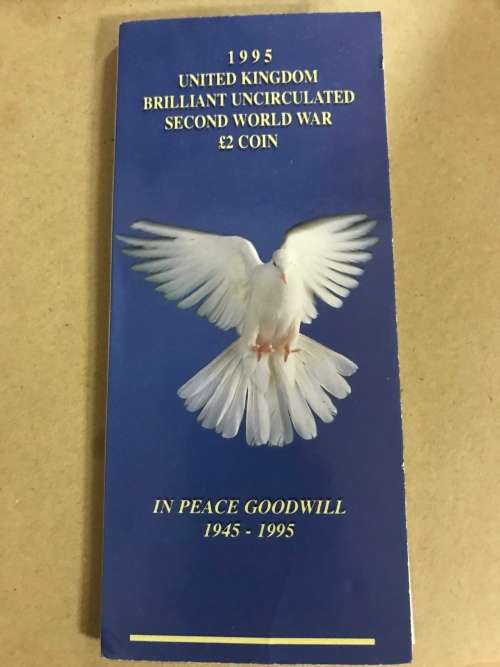 1995
UNITED KINGDOM
BRILLIANT UNCIRCULATED
SECOND WORLD WAR
£2 COIN
IN PEACE GOODWILL
1945 - 1995